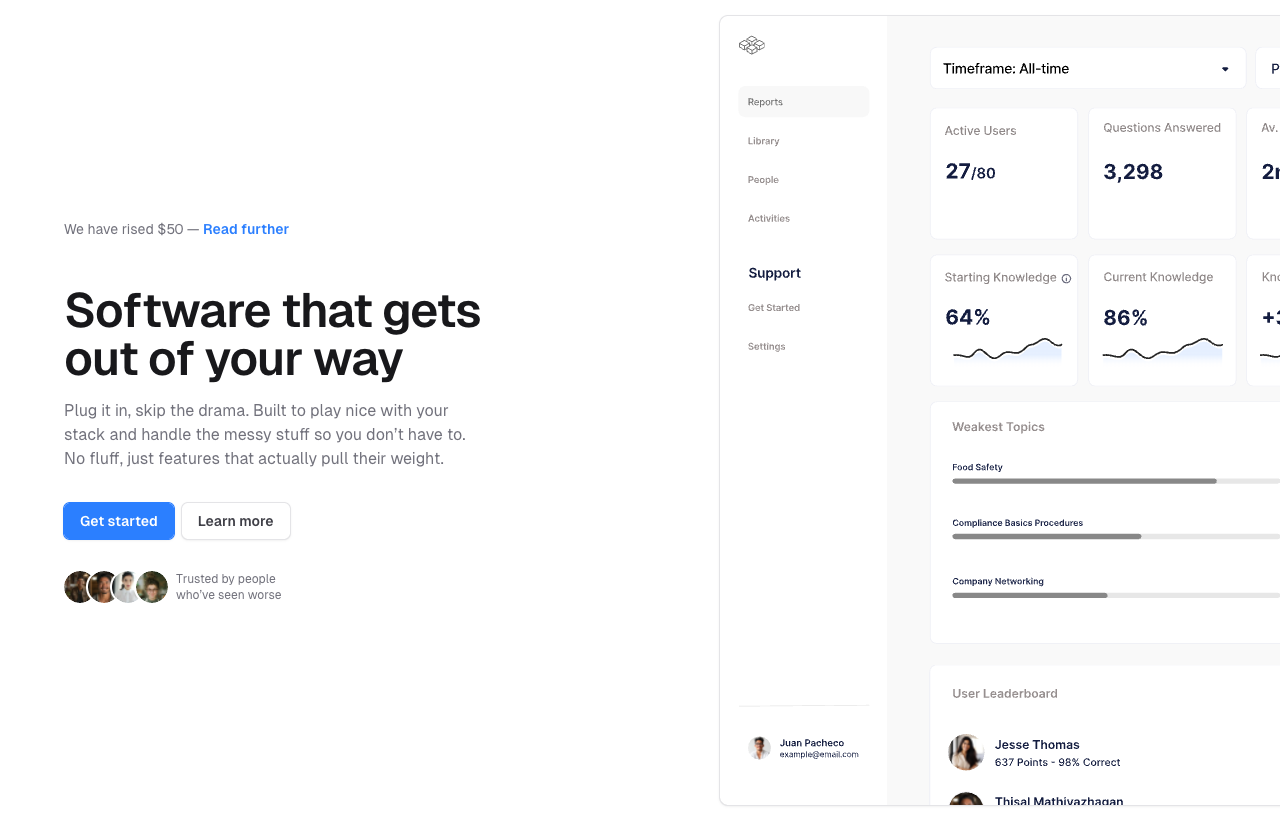 We have rised $50 — Read further
Software that gets
out of your way
Plug it in, skip the drama. Built to play nice with your
stack and handle the messy stuff so you don’t have to.
No fluff, just features that actually pull their weight.
Get started
Learn more
Trusted by people
who’ve seen worse
Reports
Library
People
Activities
Support
Get Started
Settings
Juan Pacheco
example@email.com
Timeframe: All-time
P
Active Users
27/80
Questions Answered
3,298
Av.
Starting Knowledge
64%
Current Knowledge
86%
Weakest Topics
Food Safety
Compliance Basics Procedures
Company Networking
User Leaderboard
Jesse Thomas
637 Points - 98% Correct
Thisal Mathiyazhagan